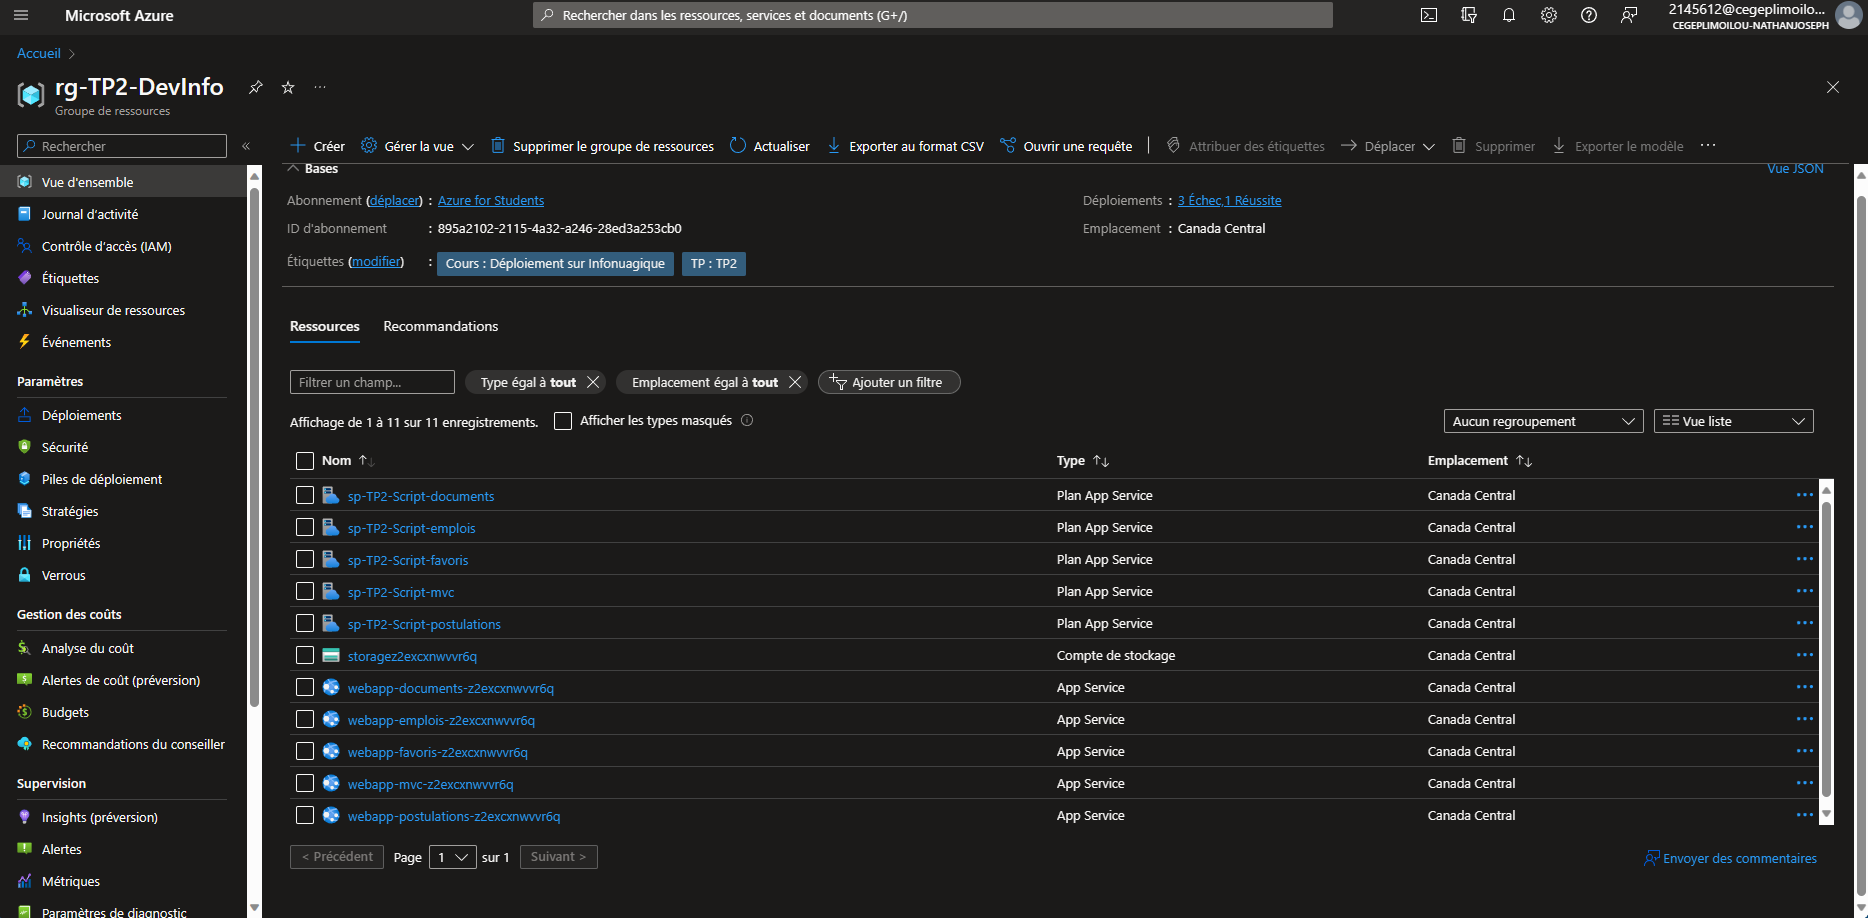 Microsoft Azure
Rechercher dans les ressources, services et documents (G+/)
2145612@cegeplimoilo...
CEGEPLIMOILOU-NATHANJOSEPH
Accueil
rg-TP2-DevInfo
Groupe de ressources
Rechercher
Créer
Gérer la vue
Supprimer le groupe de ressources
Actualiser
Exporter au format CSV
Ouvrir une requête
Attribuer des étiquettes
Déplacer
Supprimer
Exporter le modèle
Vue d'ensemble
Journal d'activité
Contrôle d'accès (IAM)
Étiquettes
Visualiseur de ressources
Événements
Paramètres
Déploiements
Sécurité
Piles de déploiement
Stratégies
Propriétés
Verrous
Gestion des coûts
Analyse du coût
Alertes de coût (préversion)
Budgets
Recommandations du conseiller
Supervision
Insights (préversion)
Alertes
Métriques
Paramètres de diagnostic
Bases
Vue JSON
Abonnement (déplacer) : Azure for Students
Déploiements : 3 Échec,1 Réussite
ID d'abonnement : 895a2102-2115-4a32-a246-28ed3a253cb0
Emplacement : Canada Central
Étiquettes (modifier) : Cours : Déploiement sur Infonuagique TP : TP2
Ressources Recommandations
Filtrer un champ... Type égal à tout Emplacement égal à tout Ajouter un filtre
Affichage de 1 à 11 sur 11 enregistrements. Afficher les types masqués
Aucun regroupement Vue liste
Nom Type Emplacement
sp-TP2-Script-documents Plan App Service Canada Central
sp-TP2-Script-emplois Plan App Service Canada Central
sp-TP2-Script-favoris Plan App Service Canada Central
sp-TP2-Script-mvc Plan App Service Canada Central
sp-TP2-Script-postulations Plan App Service Canada Central
storagez2excxnwvvr6q Compte de stockage Canada Central
webapp-documents-z2excxnwvvr6q App Service Canada Central
webapp-emplois-z2excxnwvvr6q App Service Canada Central
webapp-favoris-z2excxnwvvr6q App Service Canada Central
webapp-mvc-z2excxnwvvr6q App Service Canada Central
webapp-postulations-z2excxnwvvr6q App Service Canada Central
< Précédent Page 1 sur 1 Suivant >
Envoyer des commentaires